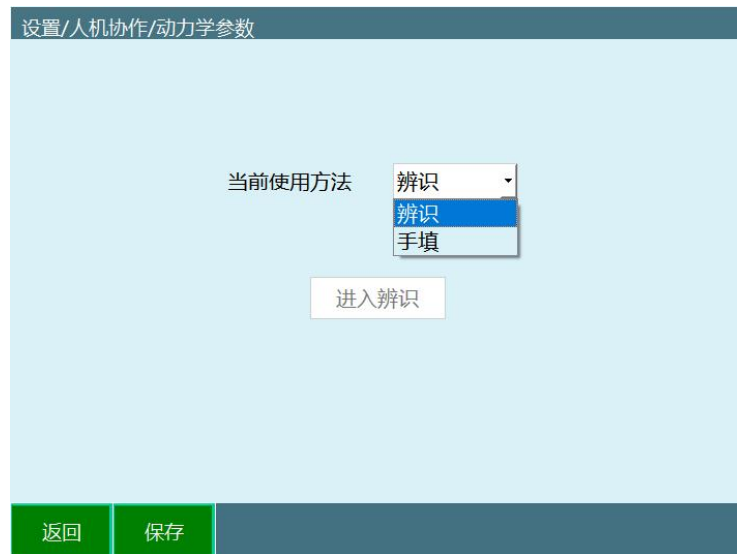 设置/人机协作/动力学参数
当前使用方法 辨识
辨识
手填
进入辨识
返回 保存